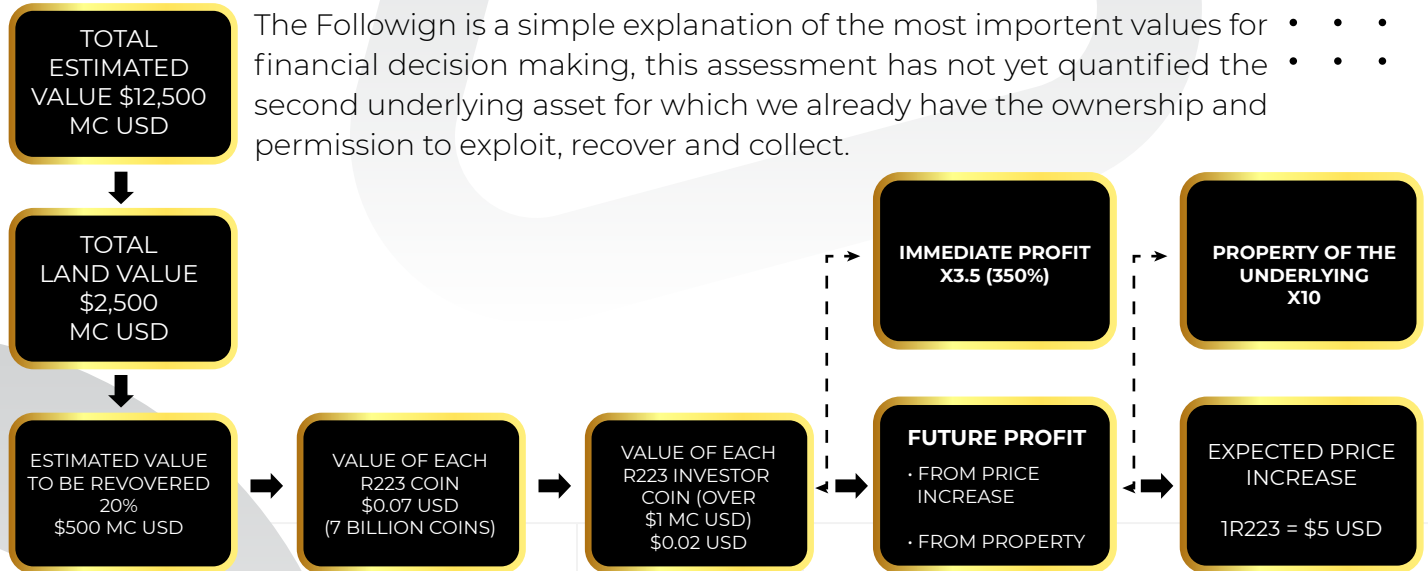 The Followign is a simple explanation of the most importent values for
financial decision making, this assessment has not yet quantified the
second underlying asset for which we already have the ownership and
permission to exploit, recover and collect.
TOTAL
ESTIMATED
VALUE $12,500
MC USD
TOTAL
LAND VALUE
$2,500
MC USD
ESTIMATED VALUE
TO BE REVOVERED
20%
$500 MC USD
VALUE OF EACH
R223 COIN
$0.07 USD
(7 BILLION COINS)
VALUE OF EACH
R223 INVESTOR
COIN (OVER
$1 MC USD)
$0.02 USD
IMMEDIATE PROFIT
X3.5 (350%)
FUTURE PROFIT
• FROM PRICE
INCREASE
• FROM PROPERTY
PROPERTY OF THE
UNDERLYING
X10
EXPECTED PRICE
INCREASE
1R223 = $5 USD